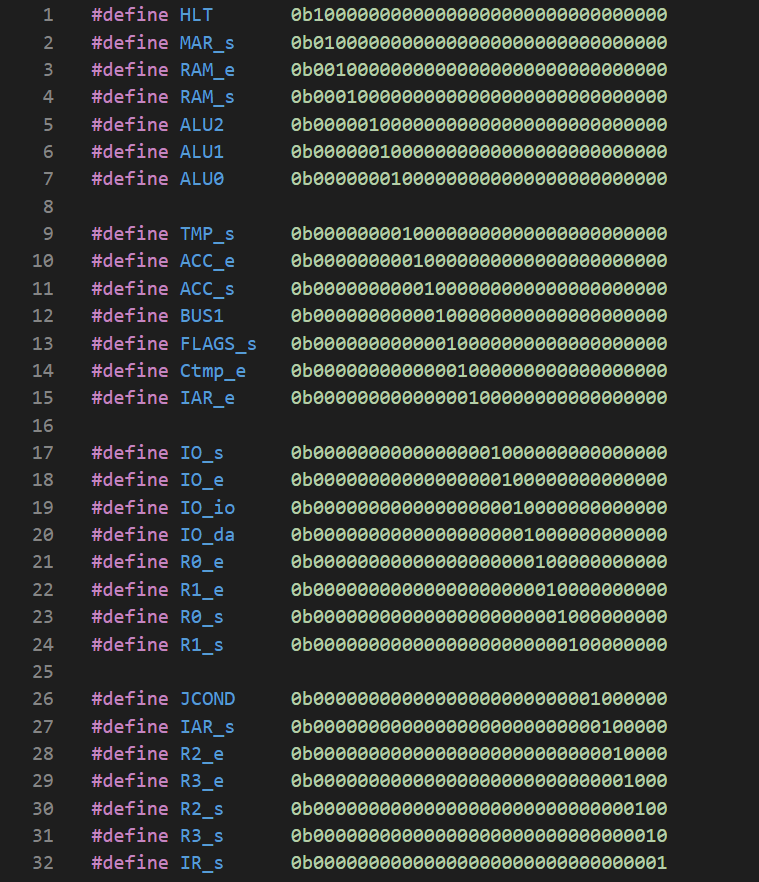 1 #define HLT 0b10000000000000000000000000000000
2 #define MAR_s 0b01000000000000000000000000000000
3 #define RAM_e 0b00100000000000000000000000000000
4 #define RAM_s 0b00010000000000000000000000000000
5 #define ALU2 0b00000100000000000000000000000000
6 #define ALU1 0b00000010000000000000000000000000
7 #define ALU0 0b00000001000000000000000000000000
8
9 #define TMP_s 0b00000000100000000000000000000000
10 #define ACC_e 0b00000000010000000000000000000000
11 #define ACC_s 0b00000000001000000000000000000000
12 #define BUS1 0b00000000000100000000000000000000
13 #define FLAGS_s 0b00000000000010000000000000000000
14 #define Ctmp_e 0b00000000000001000000000000000000
15 #define IAR_e 0b00000000000000100000000000000000
16
17 #define IO_s 0b00000000000000001000000000000000
18 #define IO_e 0b00000000000000000100000000000000
19 #define IO_io 0b00000000000000000010000000000000
20 #define IO_da 0b00000000000000000001000000000000
21 #define R0_e 0b00000000000000000000100000000000
22 #define R1_e 0b00000000000000000000010000000000
23 #define R0_s 0b00000000000000000000001000000000
24 #define R1_s 0b00000000000000000000000100000000
25
26 #define JCOND 0b00000000000000000000000001000000
27 #define IAR_s 0b00000000000000000000000000100000
28 #define R2_e 0b00000000000000000000000000010000
29 #define R3_e 0b00000000000000000000000000001000
30 #define R2_s 0b00000000000000000000000000000100
31 #define R3_s 0b00000000000000000000000000000010
32 #define IR_s 0b00000000000000000000000000000001